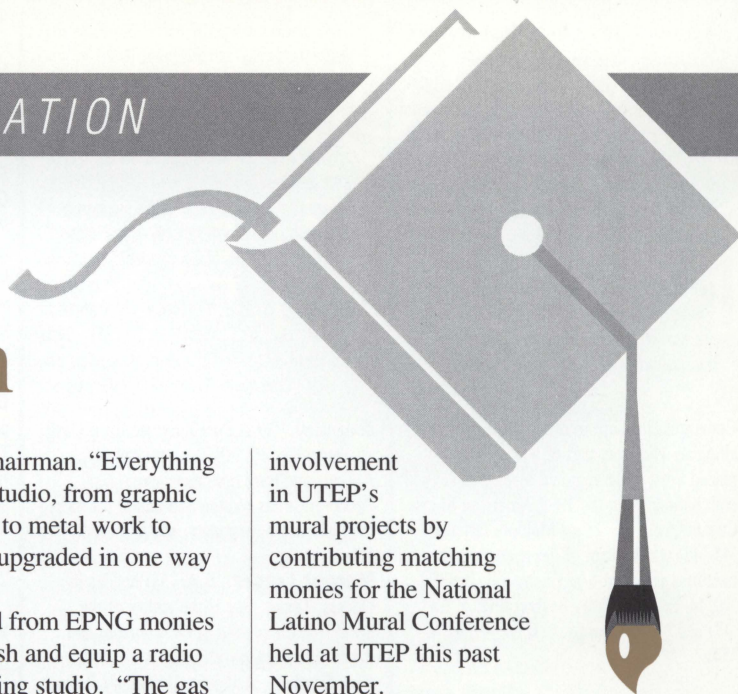 ATION
n
hairman. “Everything
tudio, from graphic
to metal work to
upgraded in one way
d from EPNG monies
sh and equip a radio
ing studio. “The gas
involvement
in UTEP’s
mural projects by
contributing matching
monies for the National
Latino Mural Conference
held at UTEP this past
November.